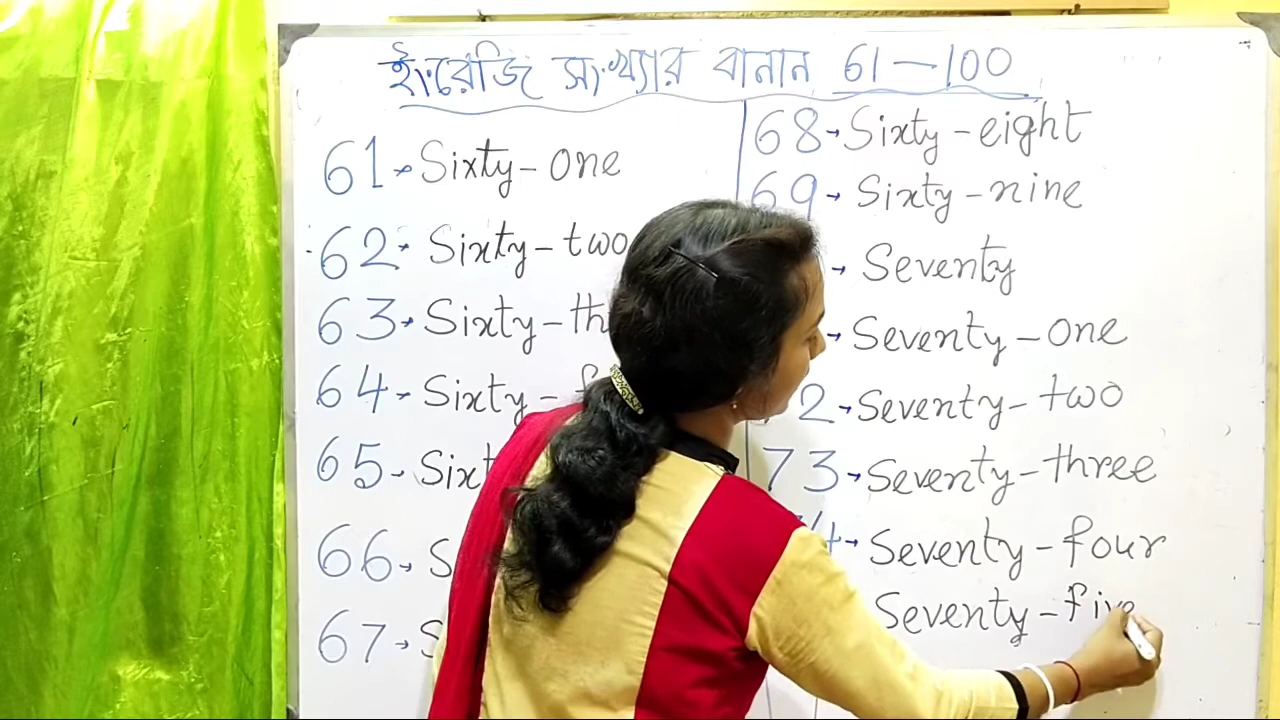 ইংরেজি সংখ্যার বানান 61 — 100
61 → Sixty - one
62 → Sixty - two
63 → Sixty - th
64 → Sixty -
65 → Sixt
66 → S
67 → S
68 → Sixty - eight
69 → Sixty - nine
→ Seventy
→ Seventy - one
2 → Seventy - two
73 → Seventy - three
4 → Seventy - four
Seventy - five